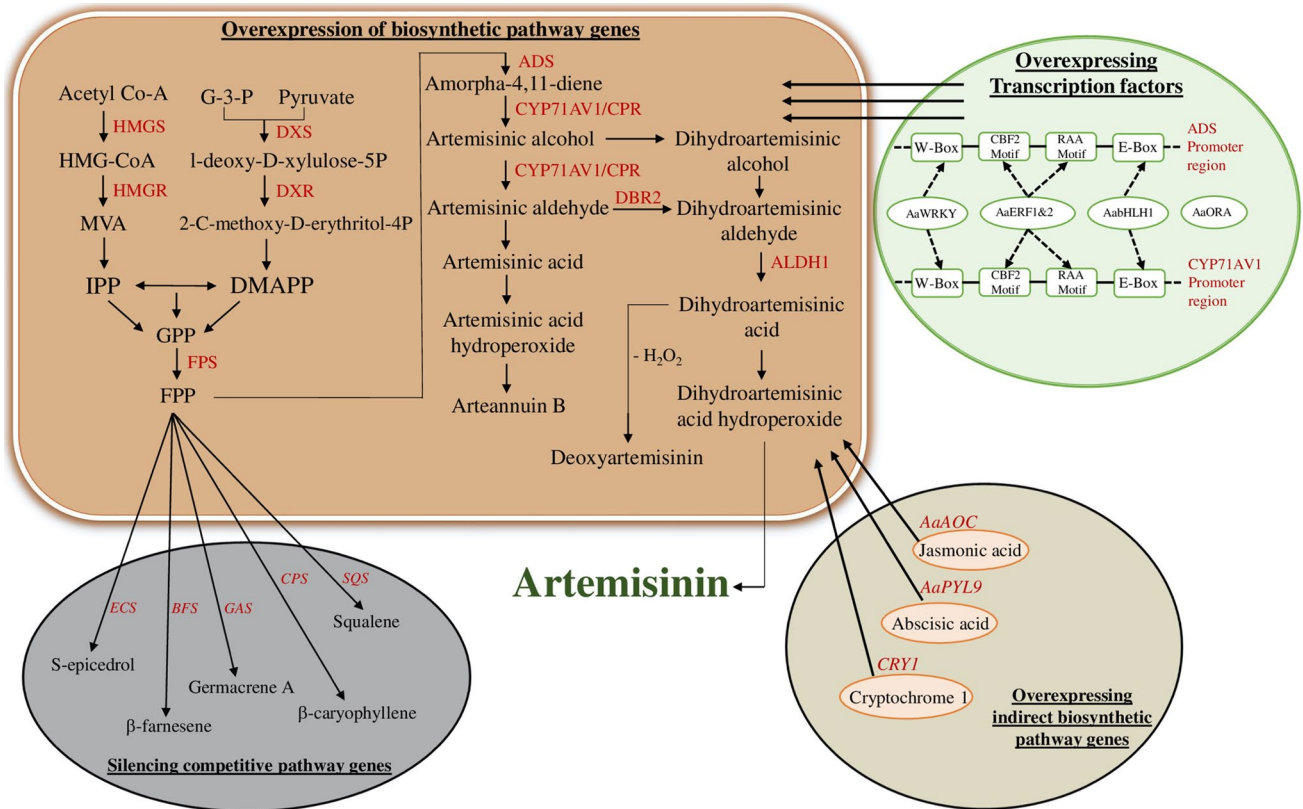 Overexpression of biosynthetic pathway genes
Acetyl Co-A
HMGS
HMG-CoA
HMGR
MVA
IPP
G-3-P
Pyruvate
DXS
1-deoxy-D-xylulose-5P
DXR
2-C-methoxy-D-erythritol-4P
DMAPP
GPP
FPS
FPP
ADS
Amorpha-4,11-diene
CYP71AV1/CPR
Artemisinic alcohol
CYP71AV1/CPR
Artemisinic aldehyde
DBR2
Artemisinic acid
Artemisinic acid
hydroperoxide
Arteannuin B
Dihydroartemisinic
alcohol
Dihydroartemisinic
aldehyde
ALDH1
Dihydroartemisinic
acid
- H₂O₂
Dihydroartemisinic
acid hydroperoxide
Deoxyartemisinin
Artemisinin
Overexpressing
Transcription factors
W-Box
CBF2
Motif
RAA
Motif
E-Box
ADS
Promoter
region
AaWRKY
AaERF1&2
AabHLH1
AaORA
W-Box
CBF2
Motif
RAA
Motif
E-Box
CYP71AV1
Promoter
region
ECS
BFS
GAS
CPS
SQS
S-epicedrol
β-farnesene
Germacrene A
β-caryophyllene
Squalene
Silencing competitive pathway genes
AaAOC
Jasmonic acid
AaPYL9
Abscisic acid
CRY1
Cryptochrome 1
Overexpressing
indirect biosynthetic
pathway genes